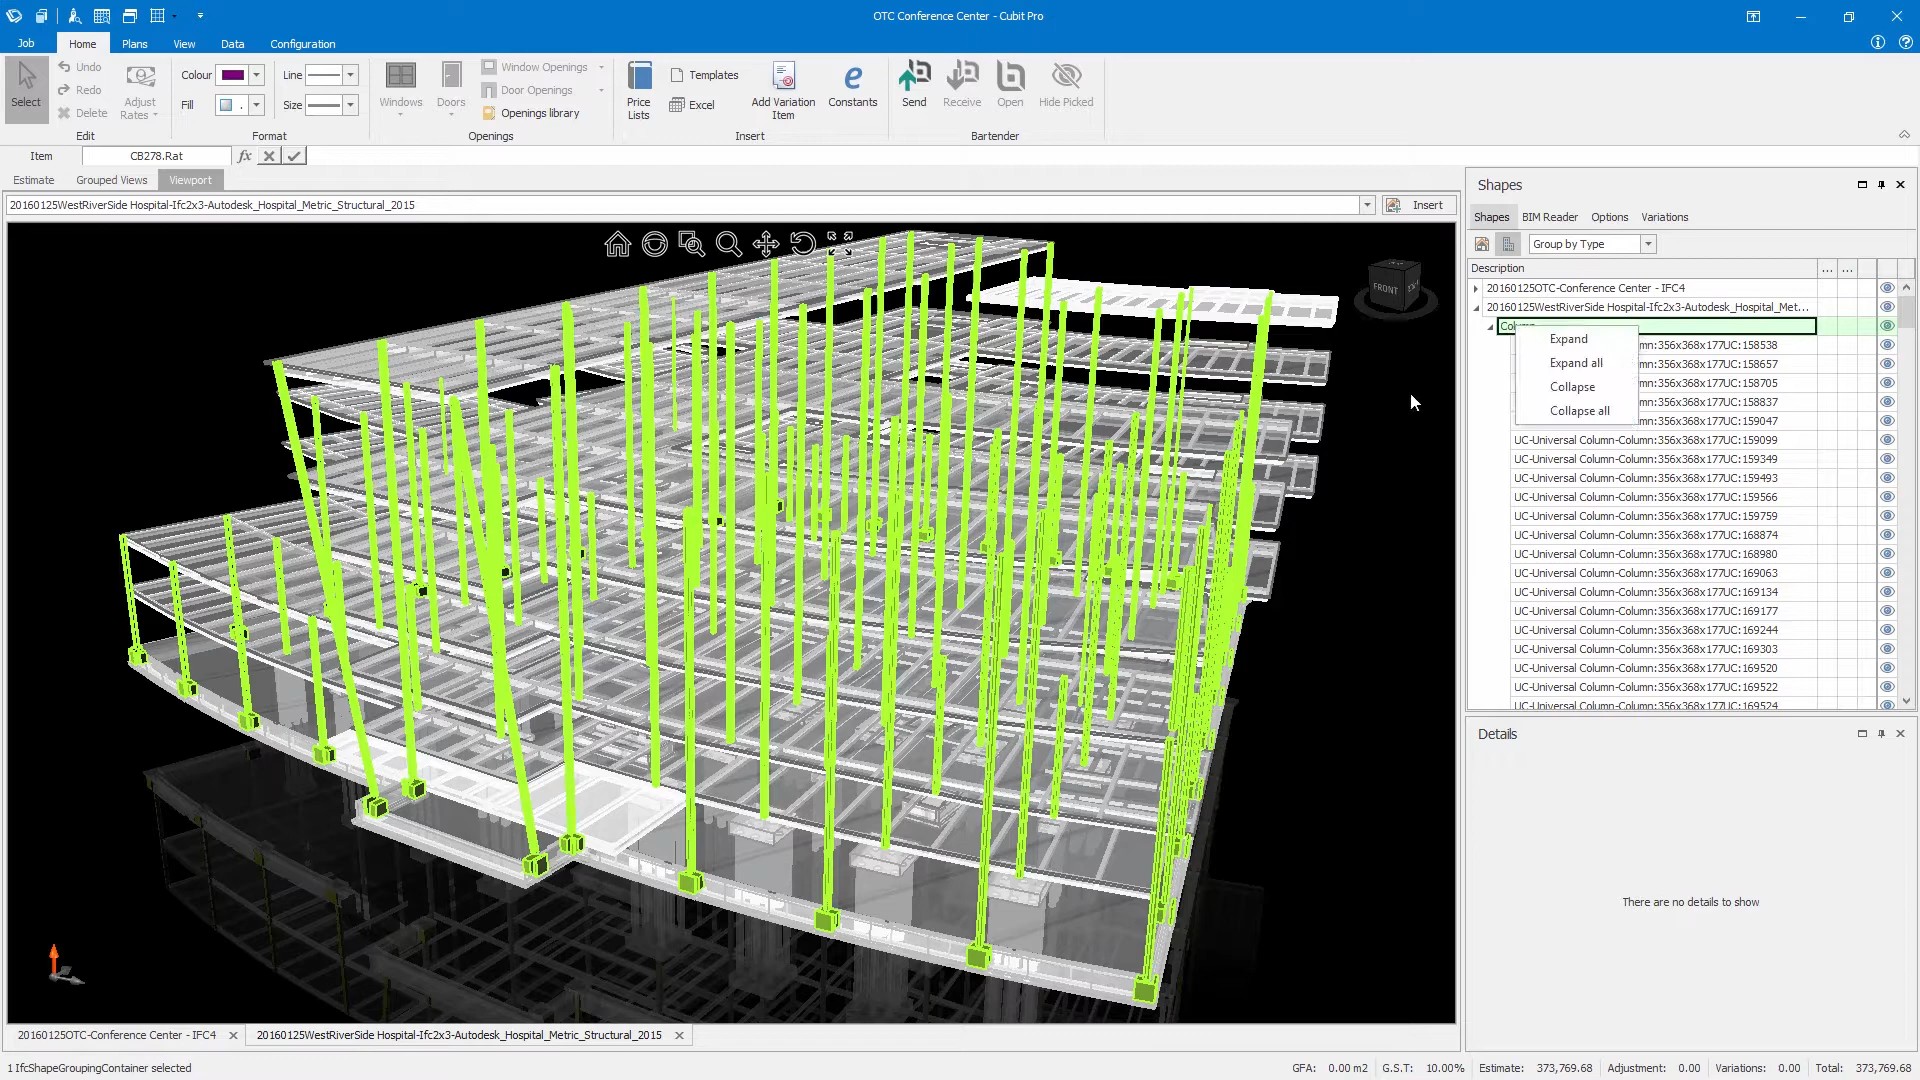 OTC Conference Center - Cubit Pro
Job
Home
Plans
View
Data
Configuration
Select
Undo
Redo
Delete
Adjust
Rates
Edit
Colour
Fill
Line
Size
Format
Windows
Doors
Window Openings
Door Openings
Openings library
Openings
Price
Lists
Templates
Excel
Add Variation
Item
Constants
Insert
Send
Receive
Open
Hide Picked
Bartender
Item
CB278.Rat
fx
Estimate
Grouped Views
Viewport
20160125WestRiverSide Hospital-Ifc2x3-Autodesk_Hospital_Metric_Structural_2015
Insert
FRONT
Shapes
Shapes
BIM Reader
Options
Variations
Group by Type
Description
...
...
20160125OTC-Conference Center - IFC4
20160125WestRiverSide Hospital-Ifc2x3-Autodesk_Hospital_Met...
Expand
Expand all
Collapse
Collapse all
mn:356x368x177UC:158538
mn:356x368x177UC:158657
mn:356x368x177UC:158705
mn:356x368x177UC:158837
mn:356x368x177UC:159047
UC-Universal Column-Column:356x368x177UC:159099
UC-Universal Column-Column:356x368x177UC:159349
UC-Universal Column-Column:356x368x177UC:159493
UC-Universal Column-Column:356x368x177UC:159566
UC-Universal Column-Column:356x368x177UC:159759
UC-Universal Column-Column:356x368x177UC:168874
UC-Universal Column-Column:356x368x177UC:168980
UC-Universal Column-Column:356x368x177UC:169063
UC-Universal Column-Column:356x368x177UC:169134
UC-Universal Column-Column:356x368x177UC:169177
UC-Universal Column-Column:356x368x177UC:169244
UC-Universal Column-Column:356x368x177UC:169303
UC-Universal Column-Column:356x368x177UC:169520
UC-Universal Column-Column:356x368x177UC:169522
UC-Universal Column-Column:356x368x177UC:169524
Details
There are no details to show
20160125OTC-Conference Center - IFC4
20160125WestRiverSide Hospital-Ifc2x3-Autodesk_Hospital_Metric_Structural_2015
1 IfcShapeGroupingContainer selected
GFA: 0.00 m2
G.S.T: 10.00%
Estimate: 373,769.68
Adjustment: 0.00
Variations: 0.00
Total: 373,769.68